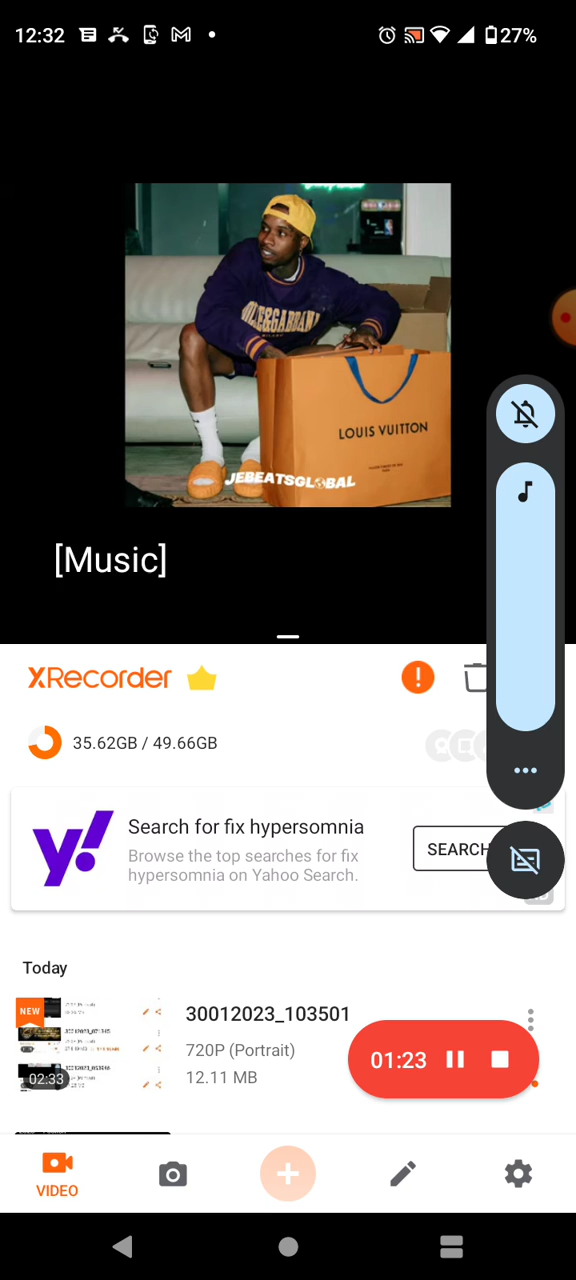 12:32
27%
LOUIS VUITTON
JEBEATSGLOBAL
[Music]
XRecorder
35.62GB / 49.66GB
y!
Search for fix hypersomnia
Browse the top searches for fix
hypersomnia on Yahoo Search.
SEARCH
Today
NEW
02:33
30012023_103501
720P (Portrait)
12.11 MB
01:23
VIDEO